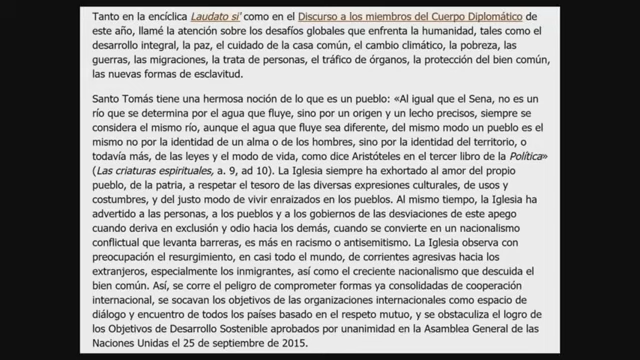 Tanto en la encíclica Laudato si' como en el Discurso a los miembros del Cuerpo Diplomático de
este año, llamé la atención sobre los desafíos globales que enfrenta la humanidad, tales como el
desarrollo integral, la paz, el cuidado de la casa común, el cambio climático, la pobreza, las
guerras, las migraciones, la trata de personas, el tráfico de órganos, la protección del bien común,
las nuevas formas de esclavitud.
Santo Tomás tiene una hermosa noción de lo que es un pueblo: «Al igual que el Sena, no es un
río que se determina por el agua que fluye, sino por un origen y un lecho precisos, siempre se
considera el mismo río, aunque el agua que fluye sea diferente, del mismo modo un pueblo es el
mismo no por la identidad de un alma o de los hombres, sino por la identidad del territorio, o
todavía más, de las leyes y el modo de vida, como dice Aristóteles en el tercer libro de la Política»
(Las criaturas espirituales, a. 9, ad 10). La Iglesia siempre ha exhortado al amor del propio
pueblo, de la patria, a respetar el tesoro de las diversas expresiones culturales, de usos y
costumbres, y del justo modo de vivir enraizados en los pueblos. Al mismo tiempo, la Iglesia ha
advertido a las personas, a los pueblos y a los gobiernos de las desviaciones de este apego
cuando deriva en exclusión y odio hacia los demás, cuando se convierte en un nacionalismo
conflictual que levanta barreras, es más en racismo o antisemitismo. La Iglesia observa con
preocupación el resurgimiento, en casi todo el mundo, de corrientes agresivas hacia los
extranjeros, especialmente los inmigrantes, así como el creciente nacionalismo que descuida el
bien común. Así, se corre el peligro de comprometer formas ya consolidadas de cooperación
internacional, se socavan los objetivos de las organizaciones internacionales como espacio de
diálogo y encuentro de todos los países basado en el respeto mutuo, y se obstaculiza el logro de
los Objetivos de Desarrollo Sostenible aprobados por unanimidad en la Asamblea General de las
Naciones Unidas el 25 de septiembre de 2015.